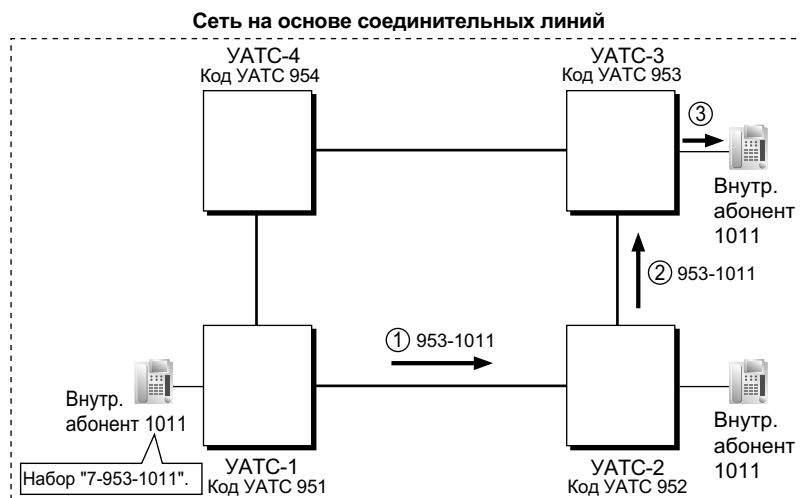 Сеть на основе соединительных линий
УАТС-4
Код УАТС 954
УАТС-3
Код УАТС 953
③
Внутр.
абонент
1011
② 953-1011
① 953-1011
Внутр.
абонент 1011
Набор "7-953-1011".
УАТС-1
Код УАТС 951
УАТС-2
Код УАТС 952
Внутр.
абонент
1011